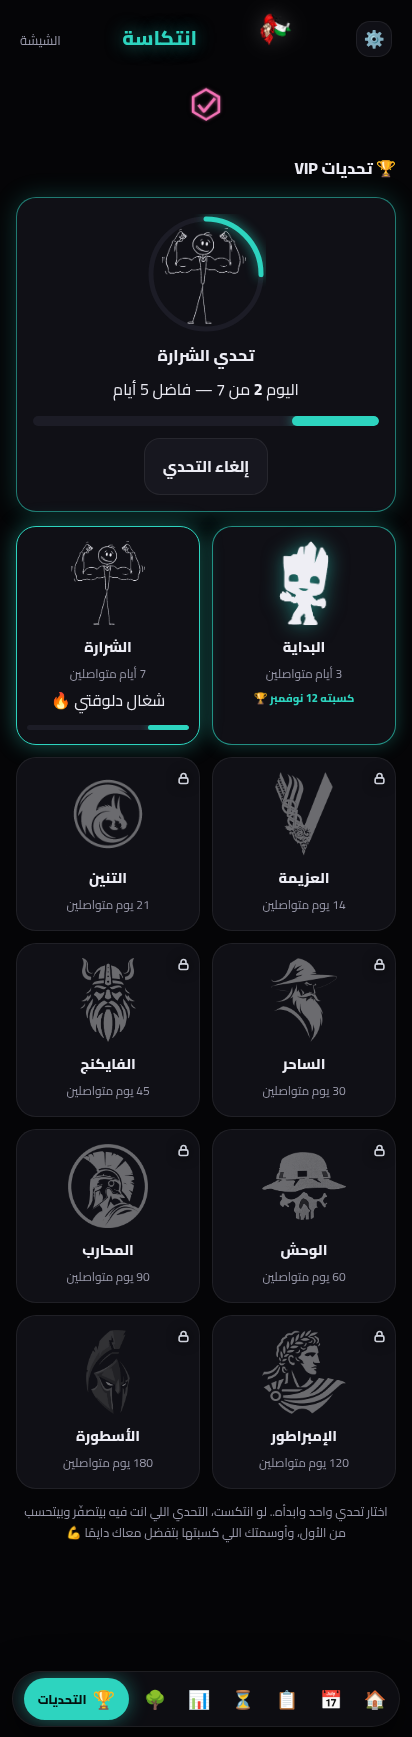 انتكاسة
الشيشة
🏆 تحديات VIP
تحدي الشرارة
اليوم 2 من 7 — فاضل 5 أيام
إلغاء التحدي
البداية
3 أيام متواصلين
كسبته 12 نوفمبر 🏆
الشرارة
7 أيام متواصلين
شغال دلوقتي 🔥
العزيمة
14 يوم متواصلين
التنين
21 يوم متواصلين
الساحر
30 يوم متواصلين
الفايكنج
45 يوم متواصلين
الوحش
60 يوم متواصلين
المحارب
90 يوم متواصلين
الإمبراطور
120 يوم متواصلين
الأسطورة
180 يوم متواصلين
اختار تحدي واحد وابدأه.. لو انتكست، التحدي اللي انت فيه بيتصفّر وبيتحسب
من الأول، وأوسمتك اللي كسبتها بتفضل معاك دايمًا 💪
🏆 التحديات